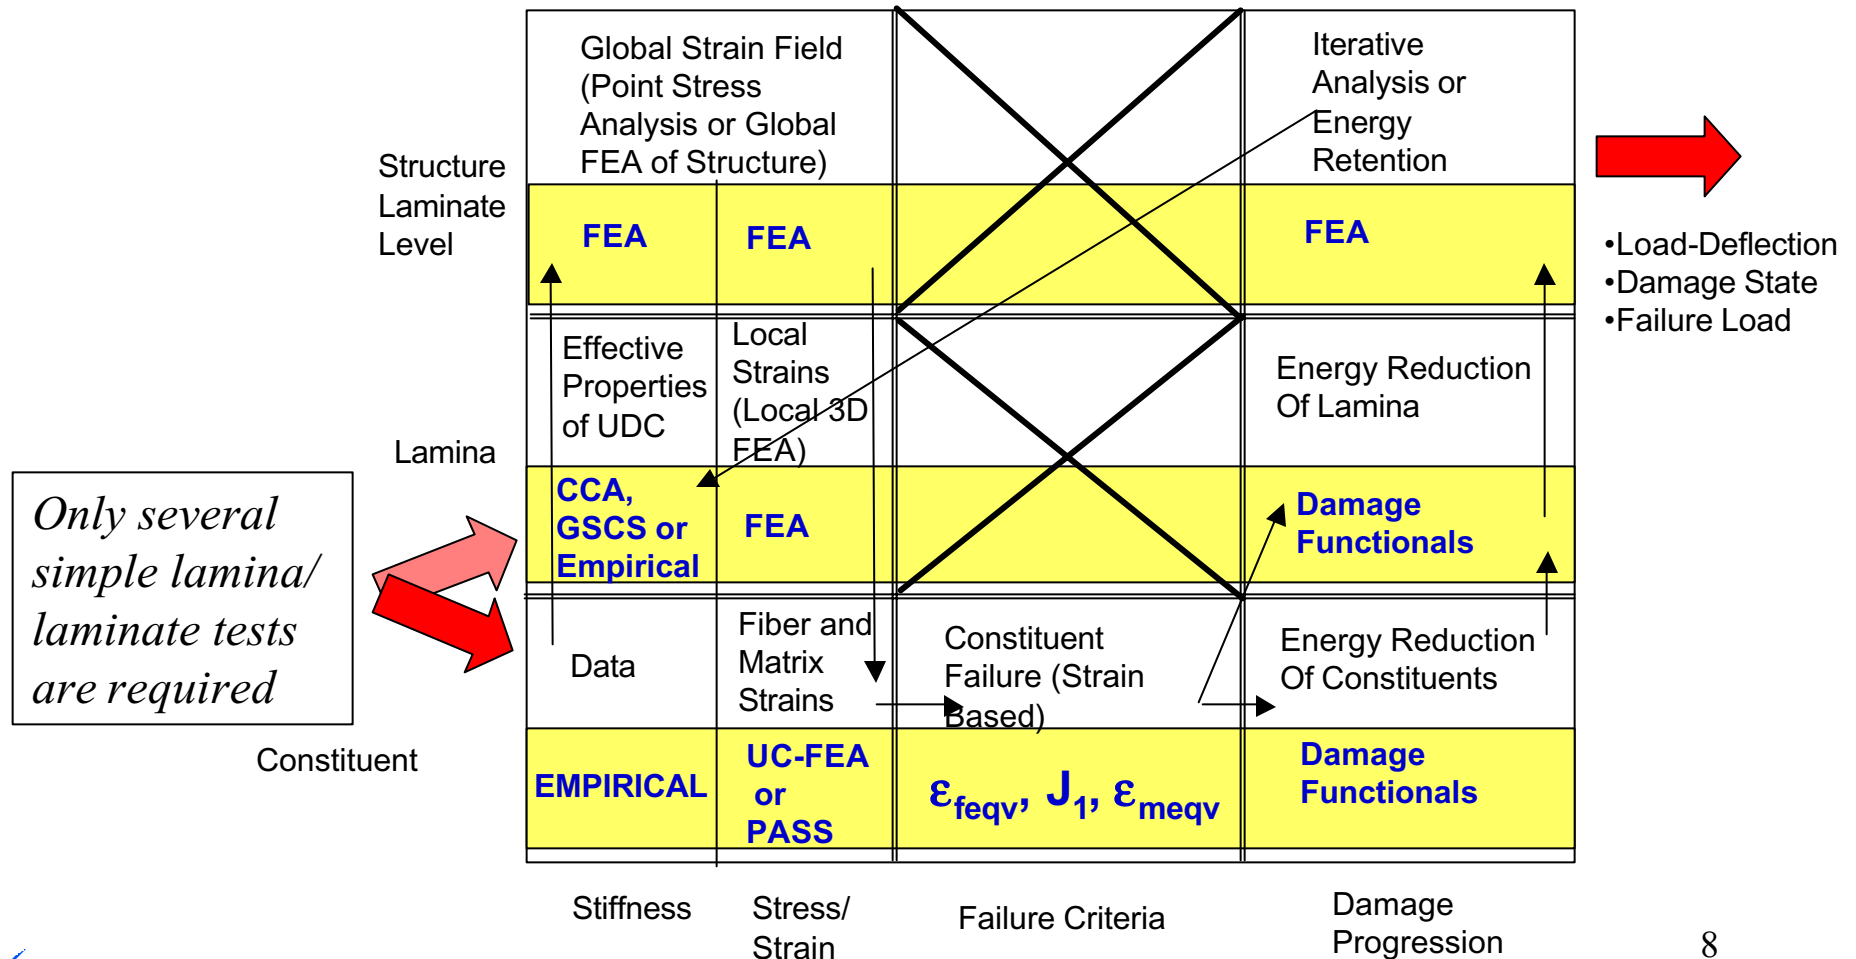 Global Strain Field
(Point Stress
Analysis or Global
FEA of Structure)
Iterative
Analysis or
Energy
Retention
Structure
Laminate
Level
FEA
FEA
FEA
•Load-Deflection
•Damage State
•Failure Load
Effective
Properties
of UDC
Local
Strains
(Local 3D
FEA)
Energy Reduction
Of Lamina
Lamina
CCA,
GSCS or
Empirical
FEA
Damage
Functionals
Only several
simple lamina/
laminate tests
are required
Data
Fiber and
Matrix
Strains
Constituent
Failure (Strain
Based)
Energy Reduction
Of Constituents
Constituent
EMPIRICAL
UC-FEA
or
PASS
εfeqv, J1, εmeqv
Damage
Functionals
Stiffness
Stress/
Strain
Failure Criteria
Damage
Progression
8